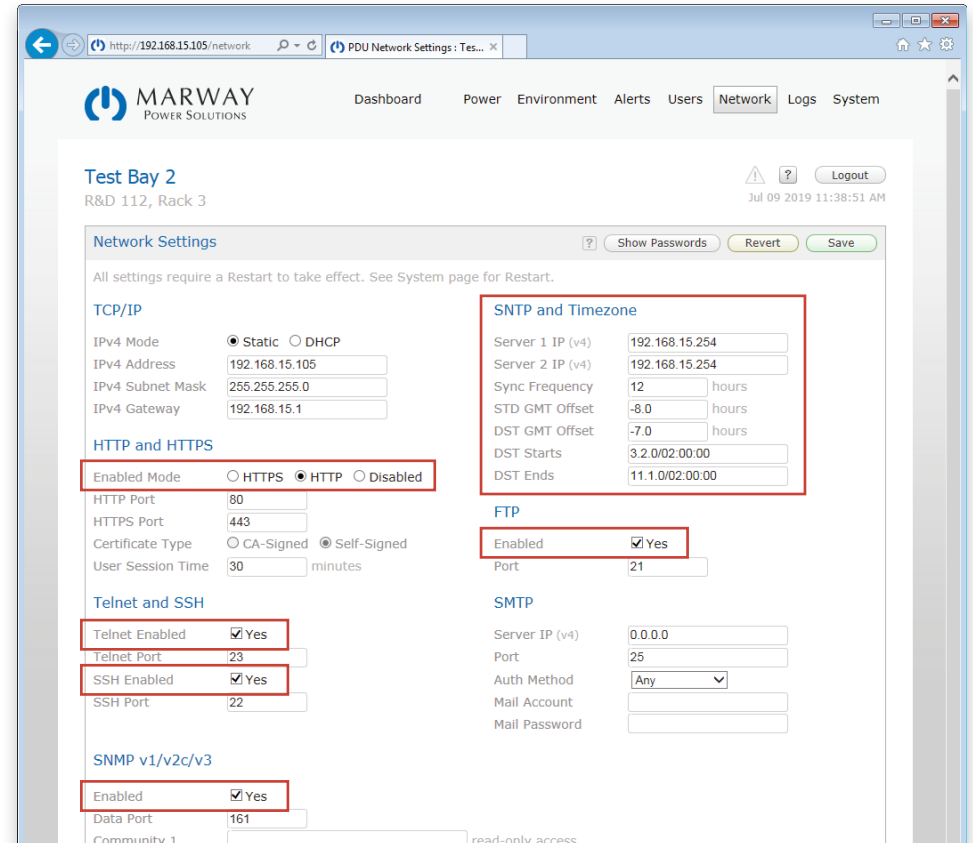 http://192.168.15.105/network
PDU Network Settings : Tes...
MARWAY
POWER SOLUTIONS
Dashboard Power Environment Alerts Users Network Logs System
Test Bay 2
? Logout
R&D 112, Rack 3
Jul 09 2019 11:38:51 AM
Network Settings
? Show Passwords Revert Save
All settings require a Restart to take effect. See System page for Restart.
TCP/IP
IPv4 Mode Static DHCP
IPv4 Address 192.168.15.105
IPv4 Subnet Mask 255.255.255.0
IPv4 Gateway 192.168.15.1
HTTP and HTTPS
Enabled Mode HTTPS HTTP Disabled
HTTP Port 80
HTTPS Port 443
Certificate Type CA-Signed Self-Signed
User Session Time 30 minutes
Telnet and SSH
Telnet Enabled Yes
Telnet Port 23
SSH Enabled Yes
SSH Port 22
SNMP v1/v2c/v3
Enabled Yes
Data Port 161
Community 1 read-only access
SNTP and Timezone
Server 1 IP (v4) 192.168.15.254
Server 2 IP (v4) 192.168.15.254
Sync Frequency 12 hours
STD GMT Offset -8.0 hours
DST GMT Offset -7.0 hours
DST Starts 3.2.0/02:00:00
DST Ends 11.1.0/02:00:00
FTP
Enabled Yes
Port 21
SMTP
Server IP (v4) 0.0.0.0
Port 25
Auth Method Any
Mail Account
Mail Password